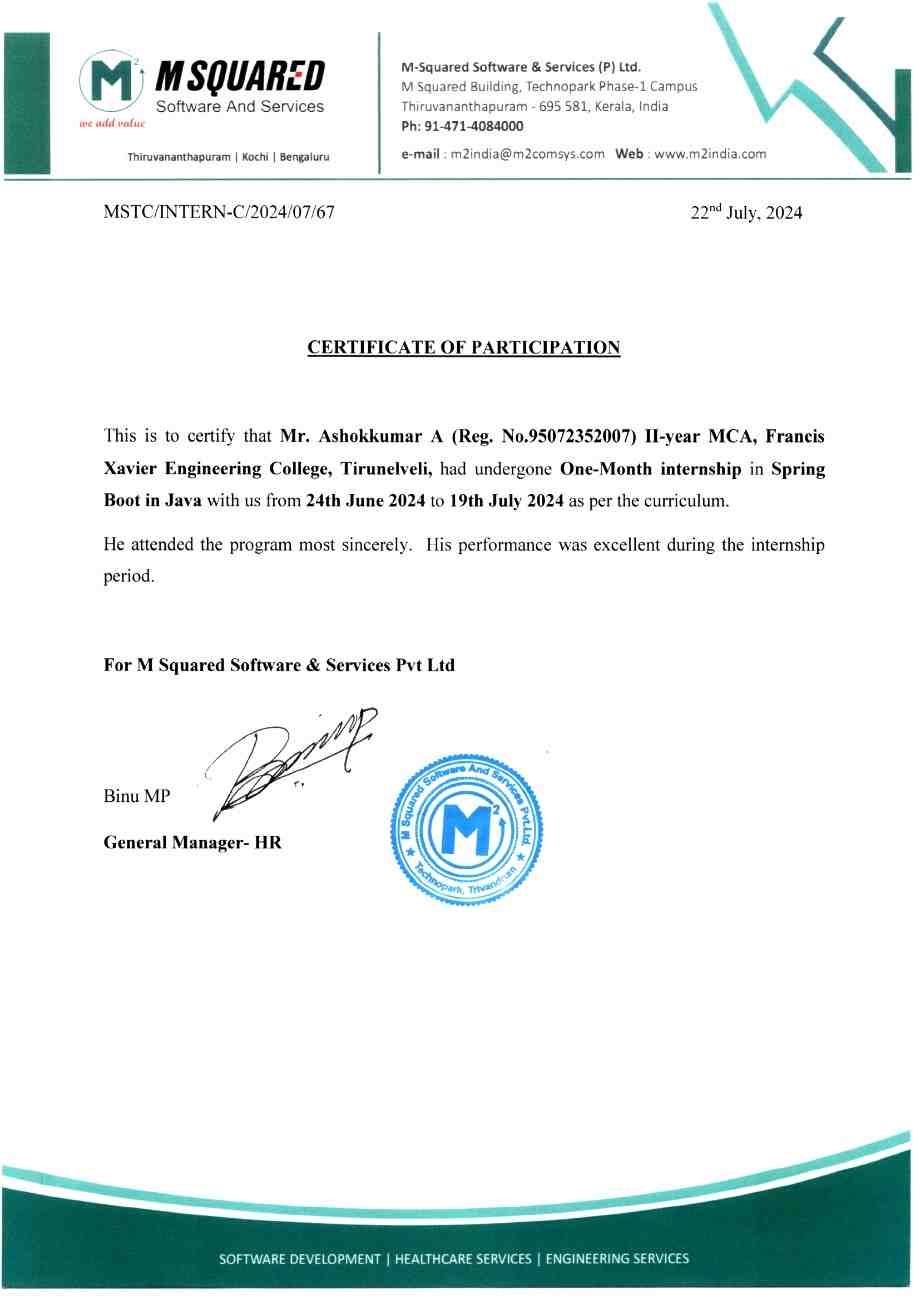 M²
M SQUARED
Software And Services
we add value
Thiruvananthapuram | Kochi | Bengaluru
M-Squared Software & Services (P) Ltd.
M Squared Building, Technopark Phase-1 Campus
Thiruvananthapuram - 695 581, Kerala, India
Ph: 91-471-4084000
e-mail : m2india@m2comsys.com Web : www.m2india.com
MSTC/INTERN-C/2024/07/67 22nd July, 2024
CERTIFICATE OF PARTICIPATION
This is to certify that Mr. Ashokkumar A (Reg. No.95072352007) II-year MCA, Francis
Xavier Engineering College, Tirunelveli, had undergone One-Month internship in Spring
Boot in Java with us from 24th June 2024 to 19th July 2024 as per the curriculum.
He attended the program most sincerely. His performance was excellent during the internship
period.
For M Squared Software & Services Pvt Ltd
Binu MP
Binu MP
General Manager- HR
M Squared Software And Services Pvt.Ltd.
M²
★ Technopark, Trivandrum ★
SOFTWARE DEVELOPMENT | HEALTHCARE SERVICES | ENGINEERING SERVICES